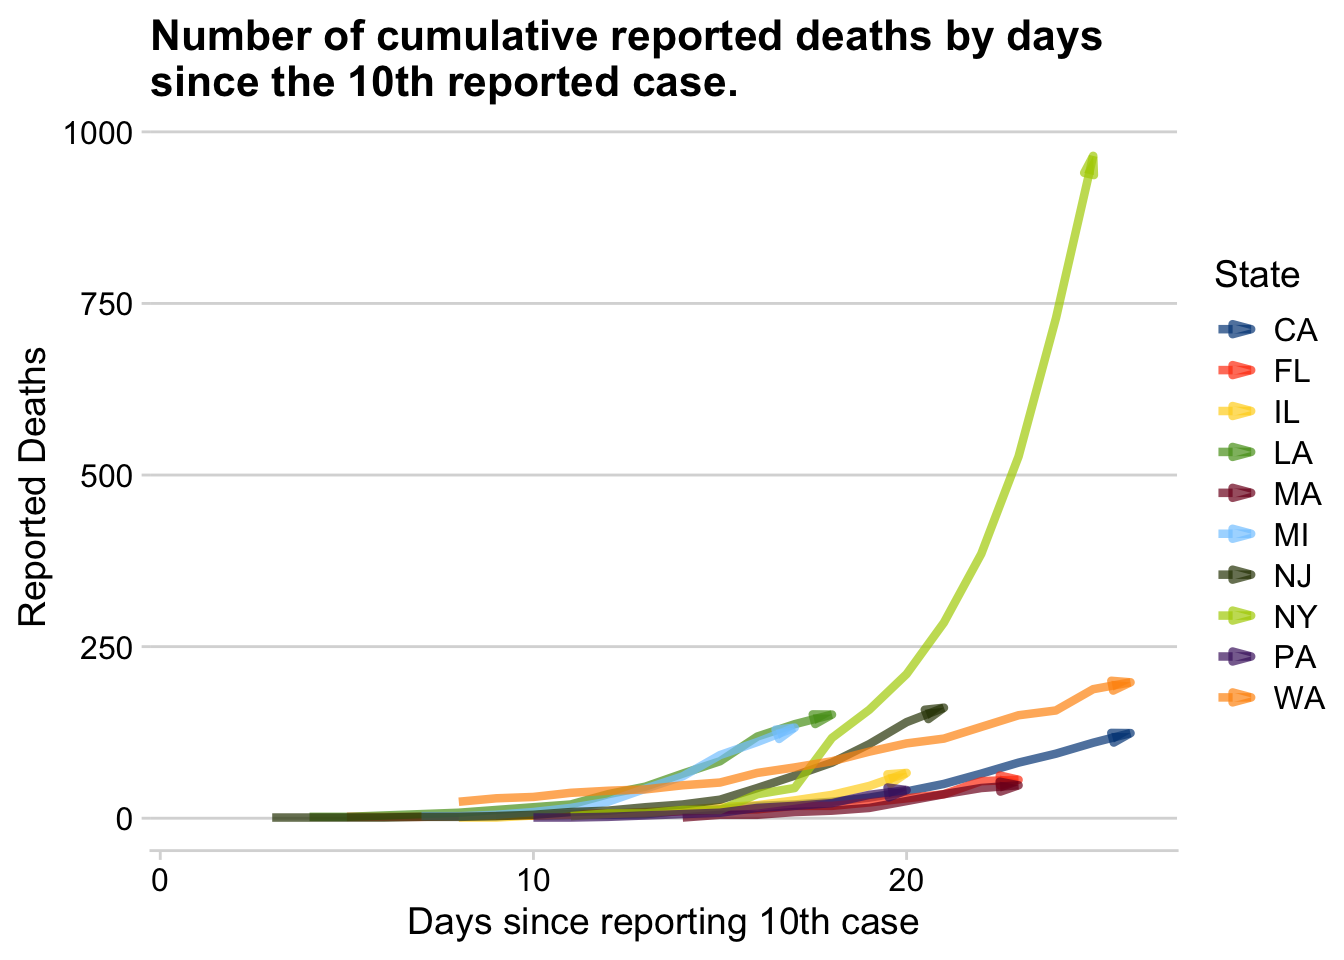 Number of cumulative reported deaths by days
since the 10th reported case.
1000
750
500
250
0
Reported Deaths
0
10
20
Days since reporting 10th case
State
CA
FL
IL
LA
MA
MI
NJ
NY
PA
WA